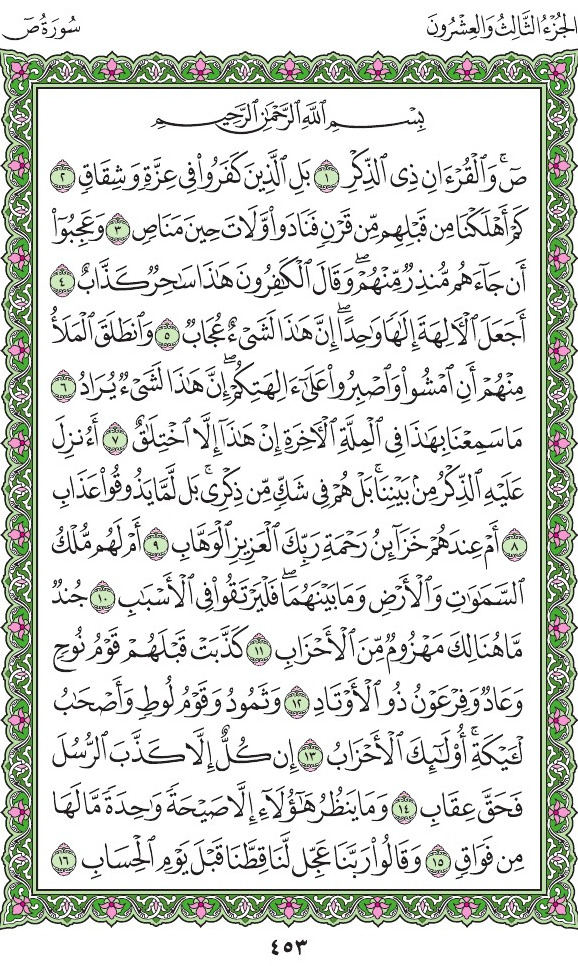 الجُزْءُ الثَّالِثُ وَالعِشْرُونَ
سُورَةُ صٓ
بِسْمِ ٱللَّهِ ٱلرَّحْمَٰنِ ٱلرَّحِيمِ
صٓۚ وَٱلْقُرْءَانِ ذِى ٱلذِّكْرِ ١ بَلِ ٱلَّذِينَ كَفَرُوا۟ فِى عِزَّةٍ وَشِقَاقٍ ٢
كَمْ أَهْلَكْنَا مِن قَبْلِهِم مِّن قَرْنٍ فَنَادَوا۟ وَّلَاتَ حِينَ مَنَاصٍ ٣ وَعَجِبُوٓا۟
أَن جَآءَهُم مُّنذِرٌ مِّنْهُمْۖ وَقَالَ ٱلْكَٰفِرُونَ هَٰذَا سَٰحِرٌ كَذَّابٌ ٤
أَجَعَلَ ٱلْءَالِهَةَ إِلَٰهًا وَٰحِدًاۖ إِنَّ هَٰذَا لَشَىْءٌ عُجَابٌ ٥ وَٱنطَلَقَ ٱلْمَلَأُ
مِنْهُمْ أَنِ ٱمْشُوا۟ وَٱصْبِرُوا۟ عَلَىٰٓ ءَالِهَتِكُمْۖ إِنَّ هَٰذَا لَشَىْءٌ يُرَادُ ٦
مَا سَمِعْنَا بِهَٰذَا فِى ٱلْمِلَّةِ ٱلْءَاخِرَةِ إِنْ هَٰذَآ إِلَّا ٱخْتِلَٰقٌ ٧ أَءُنزِلَ
عَلَيْهِ ٱلذِّكْرُ مِنۢ بَيْنِنَاۚ بَلْ هُمْ فِى شَكٍّ مِّن ذِكْرِىۚ بَل لَّمَّا يَذُوقُوا۟ عَذَابِ
٨ أَمْ عِندَهُمْ خَزَآئِنُ رَحْمَةِ رَبِّكَ ٱلْعَزِيزِ ٱلْوَهَّابِ ٩ أَمْ لَهُم مُّلْكُ
ٱلسَّمَٰوَٰتِ وَٱلْأَرْضِ وَمَا بَيْنَهُمَاۖ فَلْيَرْتَقُوا۟ فِى ٱلْأَسْبَٰبِ ١٠ جُندٌ
مَّا هُنَالِكَ مَهْزُومٌ مِّنَ ٱلْأَحْزَابِ ١١ كَذَّبَتْ قَبْلَهُمْ قَوْمُ نُوحٍ
وَعَادٌ وَفِرْعَوْنُ ذُو ٱلْأَوْتَادِ ١٢ وَثَمُودُ وَقَوْمُ لُوطٍ وَأَصْحَٰبُ
لْـَٔيْكَةِۚ أُو۟لَٰٓئِكَ ٱلْأَحْزَابُ ١٣ إِن كُلٌّ إِلَّا كَذَّبَ ٱلرُّسُلَ
فَحَقَّ عِقَابِ ١٤ وَمَا يَنظُرُ هَٰٓؤُلَآءِ إِلَّا صَيْحَةً وَٰحِدَةً مَّا لَهَا
مِن فَوَاقٍ ١٥ وَقَالُوا۟ رَبَّنَا عَجِّل لَّنَا قِطَّنَا قَبْلَ يَوْمِ ٱلْحِسَابِ ١٦
٤٥٣